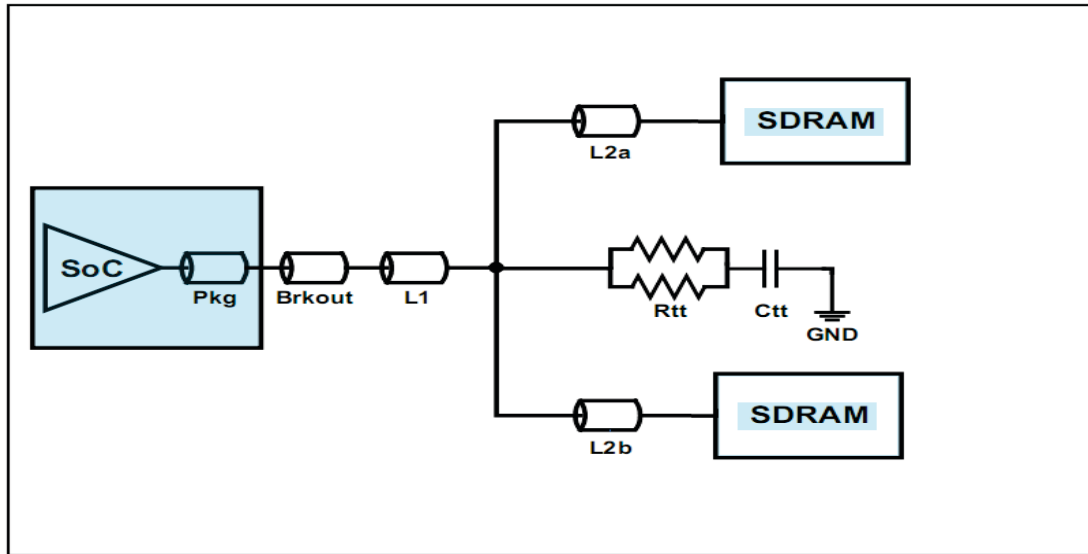 SDRAM
L2a
SoC
Pkg
Brkout
L1
Rtt
Ctt
GND
SDRAM
L2b